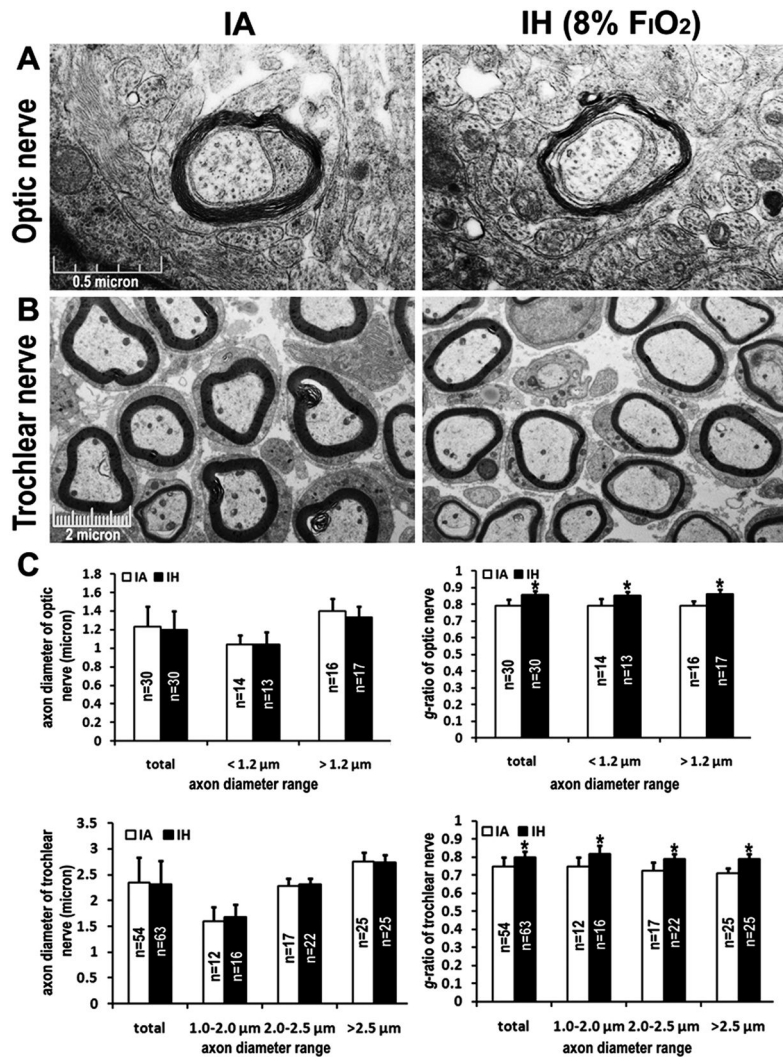 IA
IH (8% FIO2)
A
Optic nerve
0.5 micron
B
Trochlear nerve
2 micron
C
axon diameter of optic
nerve (micron)
1.8
1.6
1.4
1.2
1
0.8
0.6
0.4
0.2
0
IA
IH
n=30
n=30
n=14
n=13
n=16
n=17
total
< 1.2 µm
> 1.2 µm
axon diameter range
g-ratio of optic nerve
1
0.9
0.8
0.7
0.6
0.5
0.4
0.3
0.2
0.1
0
IA
IH
*
*
*
n=30
n=30
n=14
n=13
n=16
n=17
total
< 1.2 µm
> 1.2 µm
axon diameter range
axon diameter of trochlear
nerve (micron)
3.5
3
2.5
2
1.5
1
0.5
0
IA
IH
n=54
n=63
n=12
n=16
n=17
n=22
n=25
n=25
total
1.0-2.0 µm
2.0-2.5 µm
>2.5 µm
axon diameter range
g-ratio of trochlear nerve
1
0.9
0.8
0.7
0.6
0.5
0.4
0.3
0.2
0.1
0
IA
IH
*
*
*
*
n=54
n=63
n=12
n=16
n=17
n=22
n=25
n=25
total
1.0-2.0 µm
2.0-2.5 µm
>2.5 µm
axon diameter range